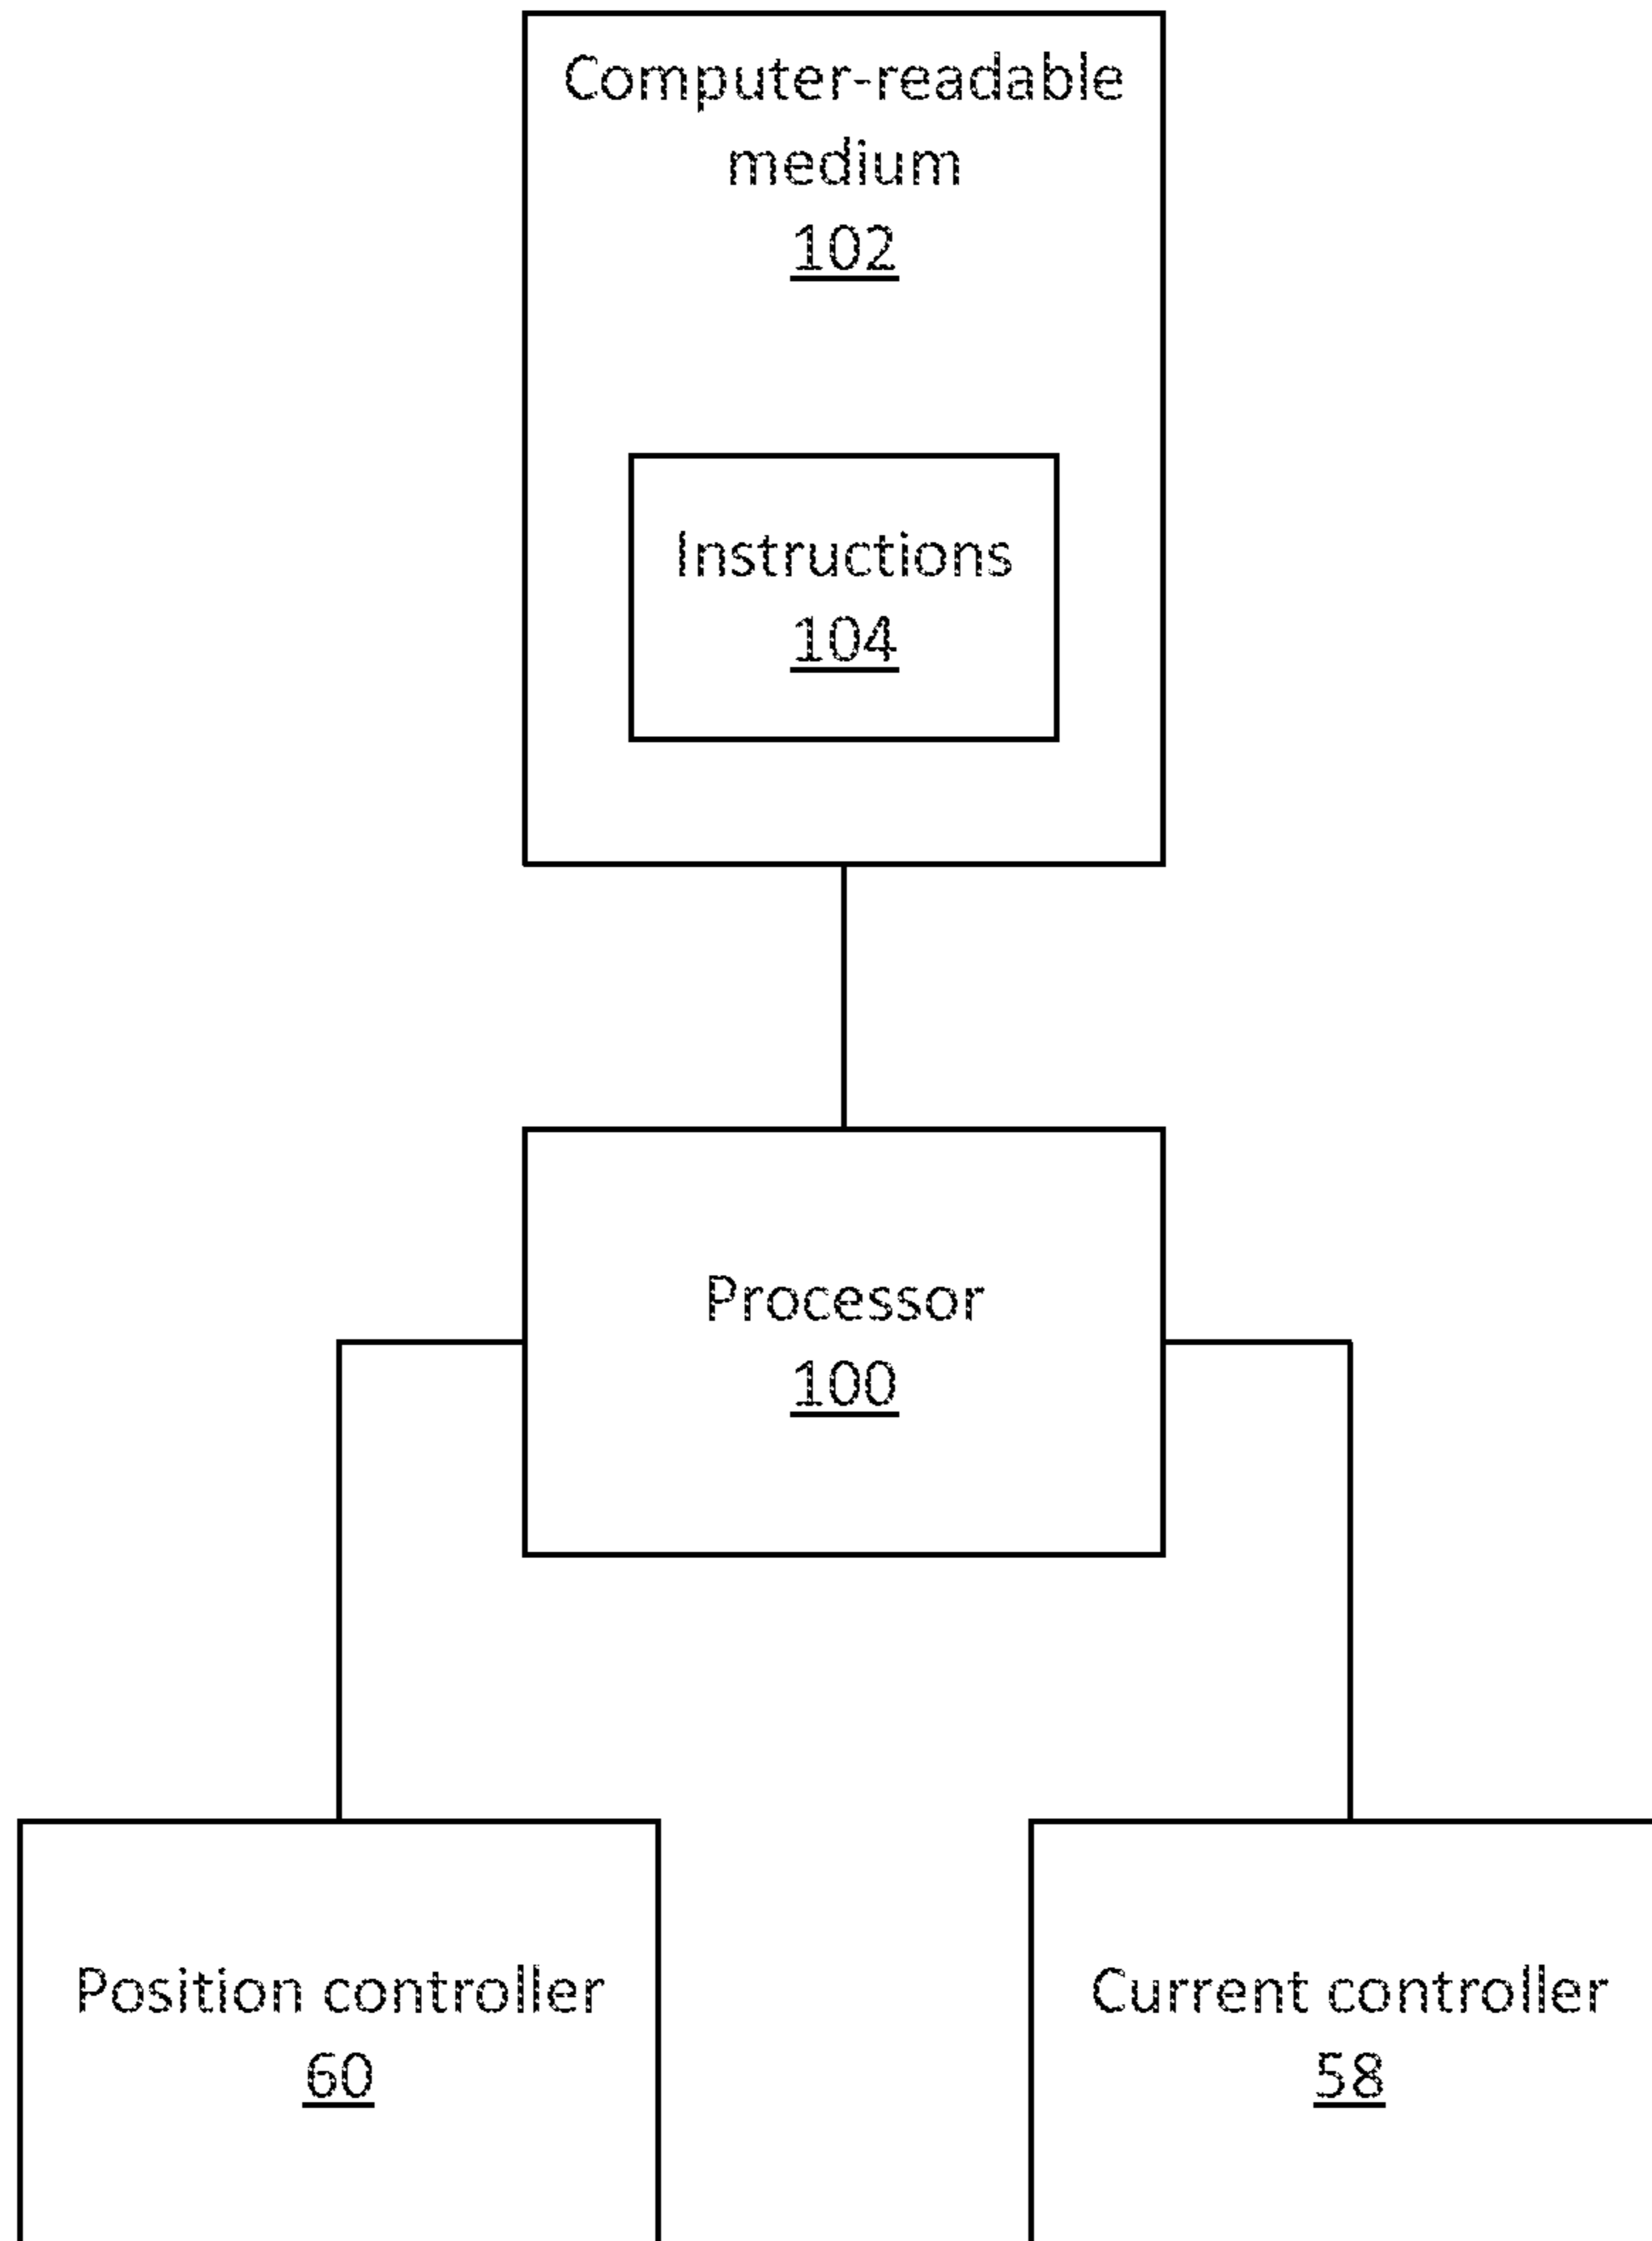 Computer-readable
medium
102
Instructions
104
Processor
100
Position controller
60
Current controller
58